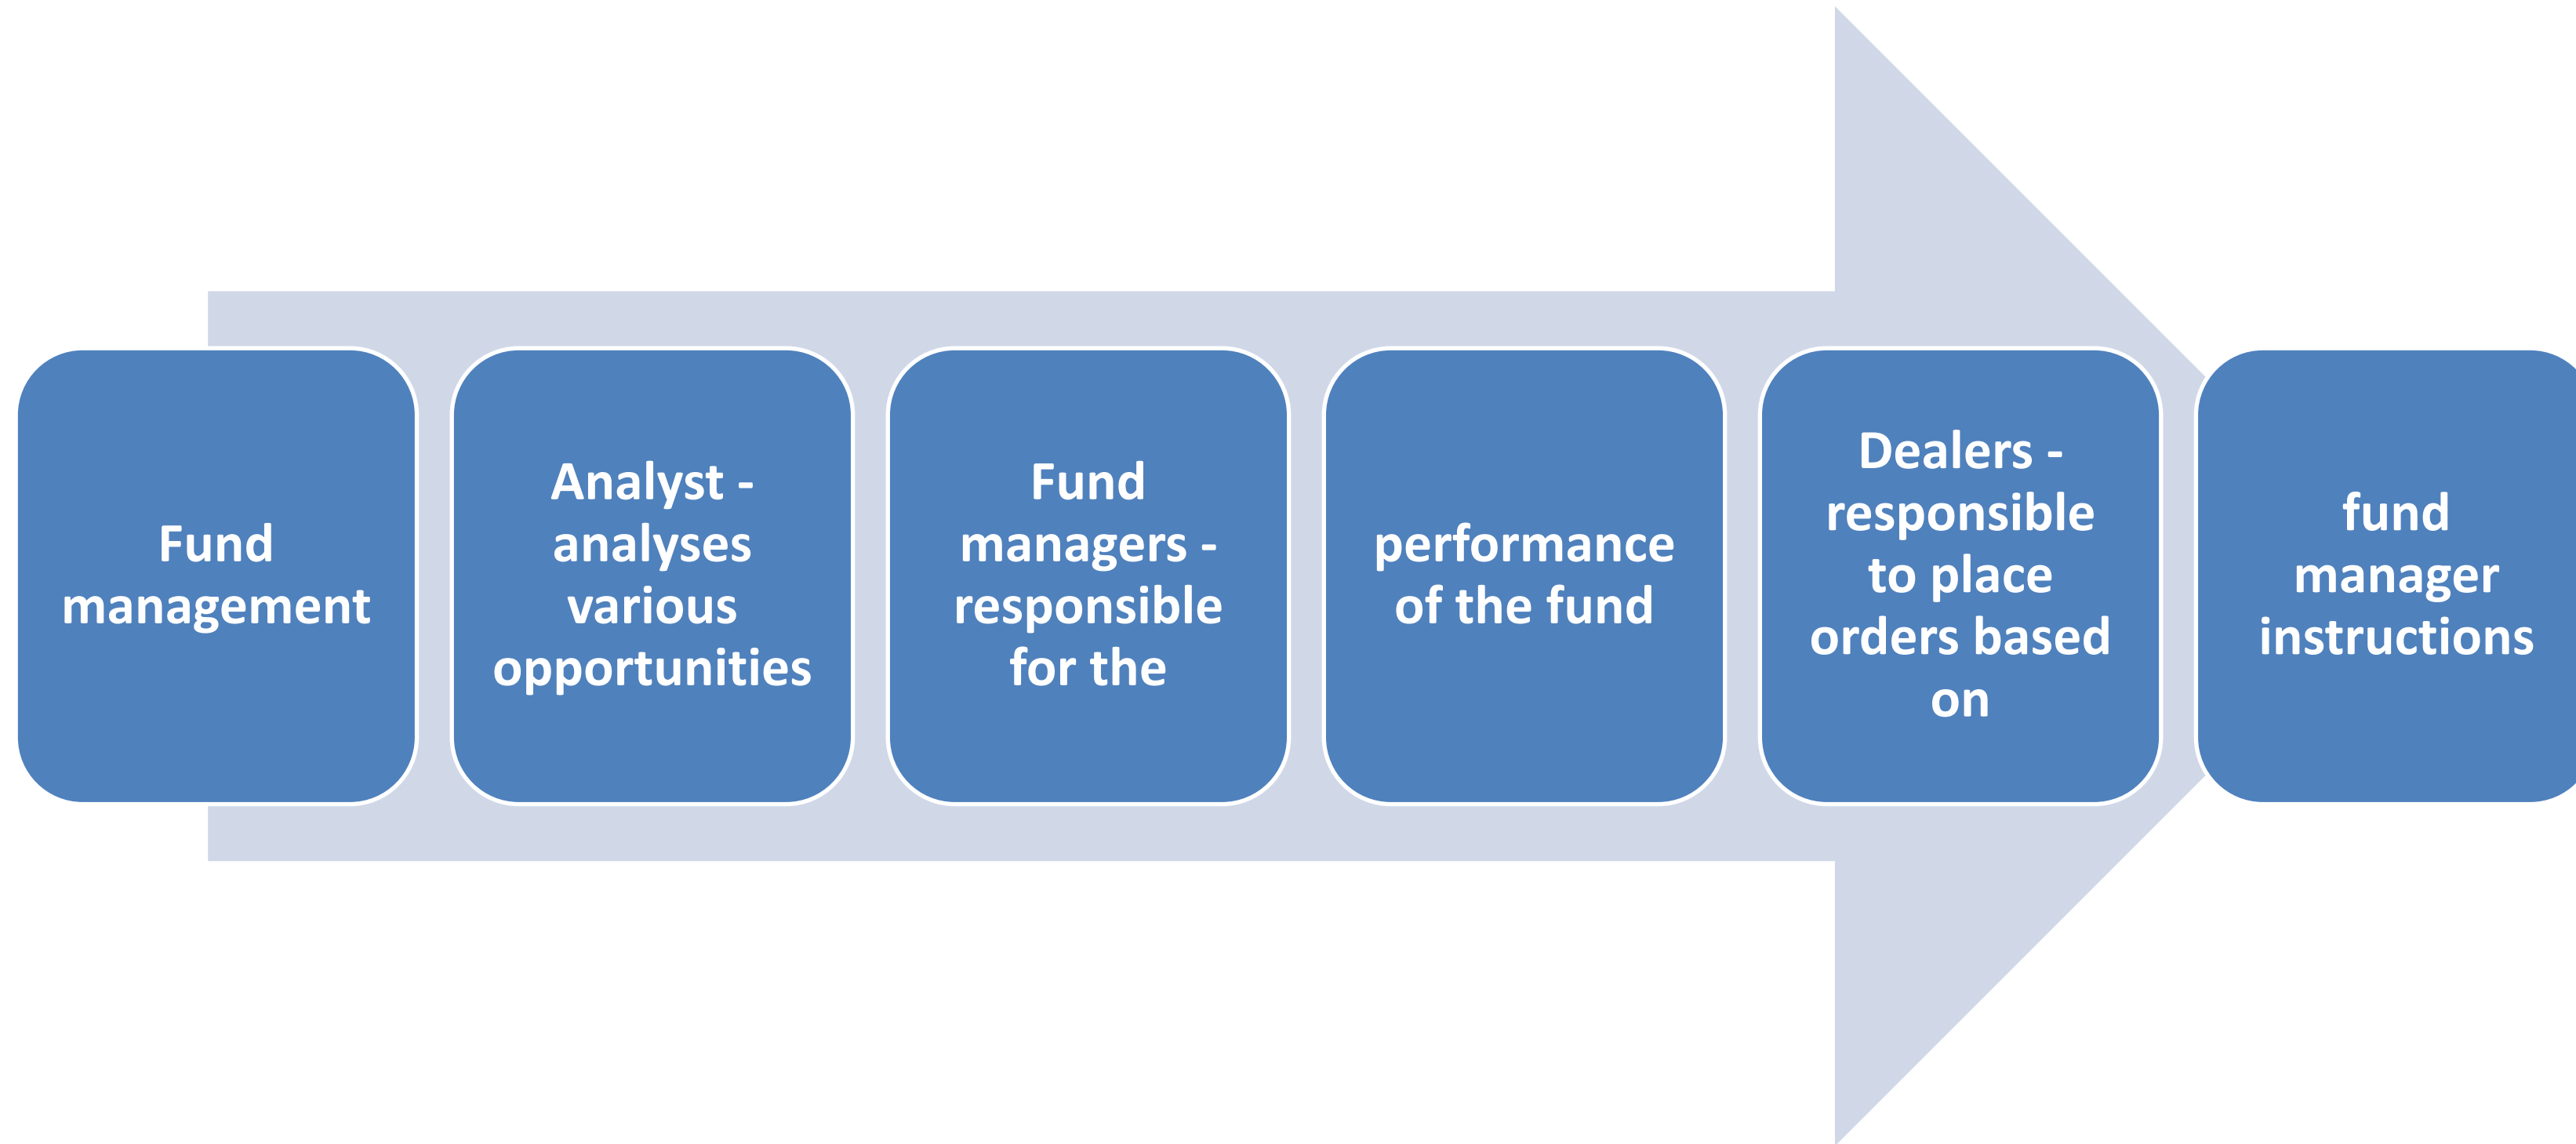 Fund
management
Analyst -
analyses
various
opportunities
Fund
managers -
responsible
for the
performance
of the fund
Dealers -
responsible
to place
orders based
on
fund
manager
instructions